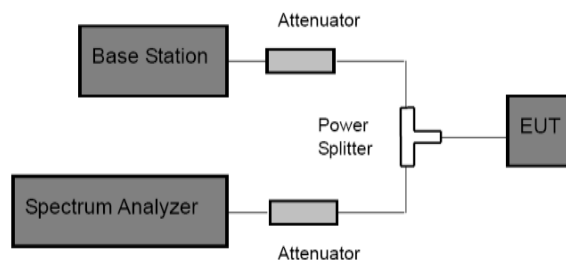 Attenuator
Base Station
Power
Splitter
EUT
Spectrum Analyzer
Attenuator